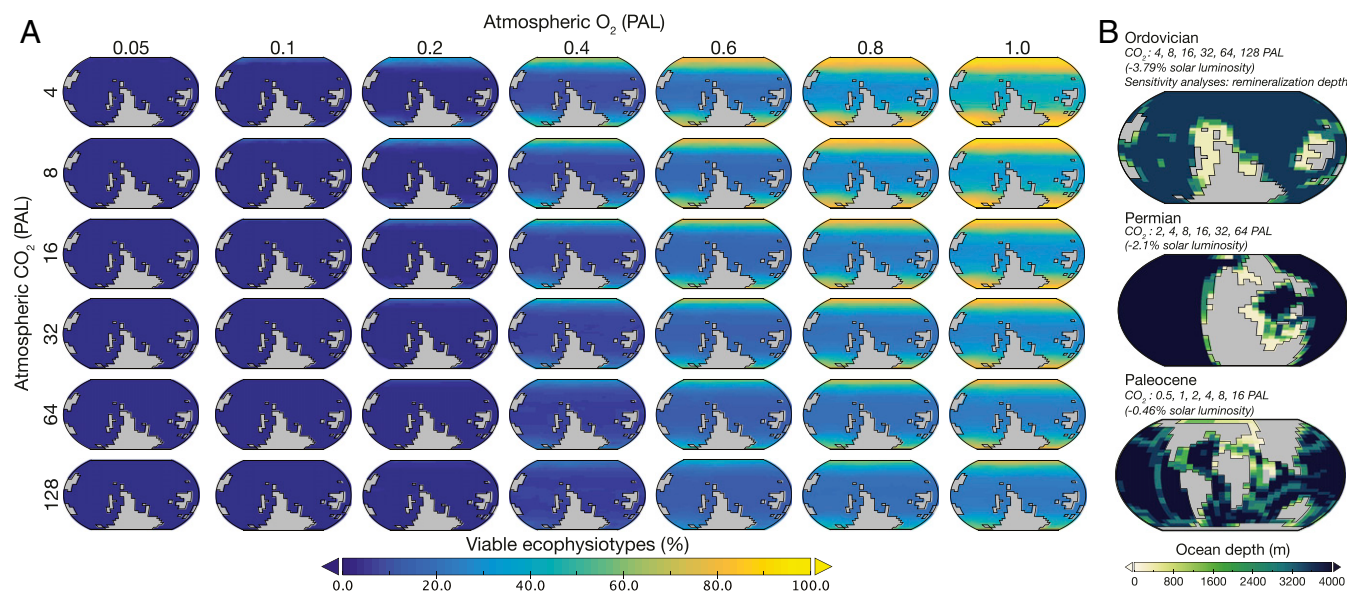 A
Atmospheric O2 (PAL)
0.05 0.1 0.2 0.4 0.6 0.8 1.0
Atmospheric CO2 (PAL)
4
8
16
32
64
128
Viable ecophysiotypes (%)
0.0 20.0 40.0 60.0 80.0 100.0
B
Ordovician
CO2 : 4, 8, 16, 32, 64, 128 PAL
(-3.79% solar luminosity)
Sensitivity analyses: remineralization depth
Permian
CO2 : 2, 4, 8, 16, 32, 64 PAL
(-2.1% solar luminosity)
Paleocene
CO2 : 0.5, 1, 2, 4, 8, 16 PAL
(-0.46% solar luminosity)
Ocean depth (m)
0 800 1600 2400 3200 4000